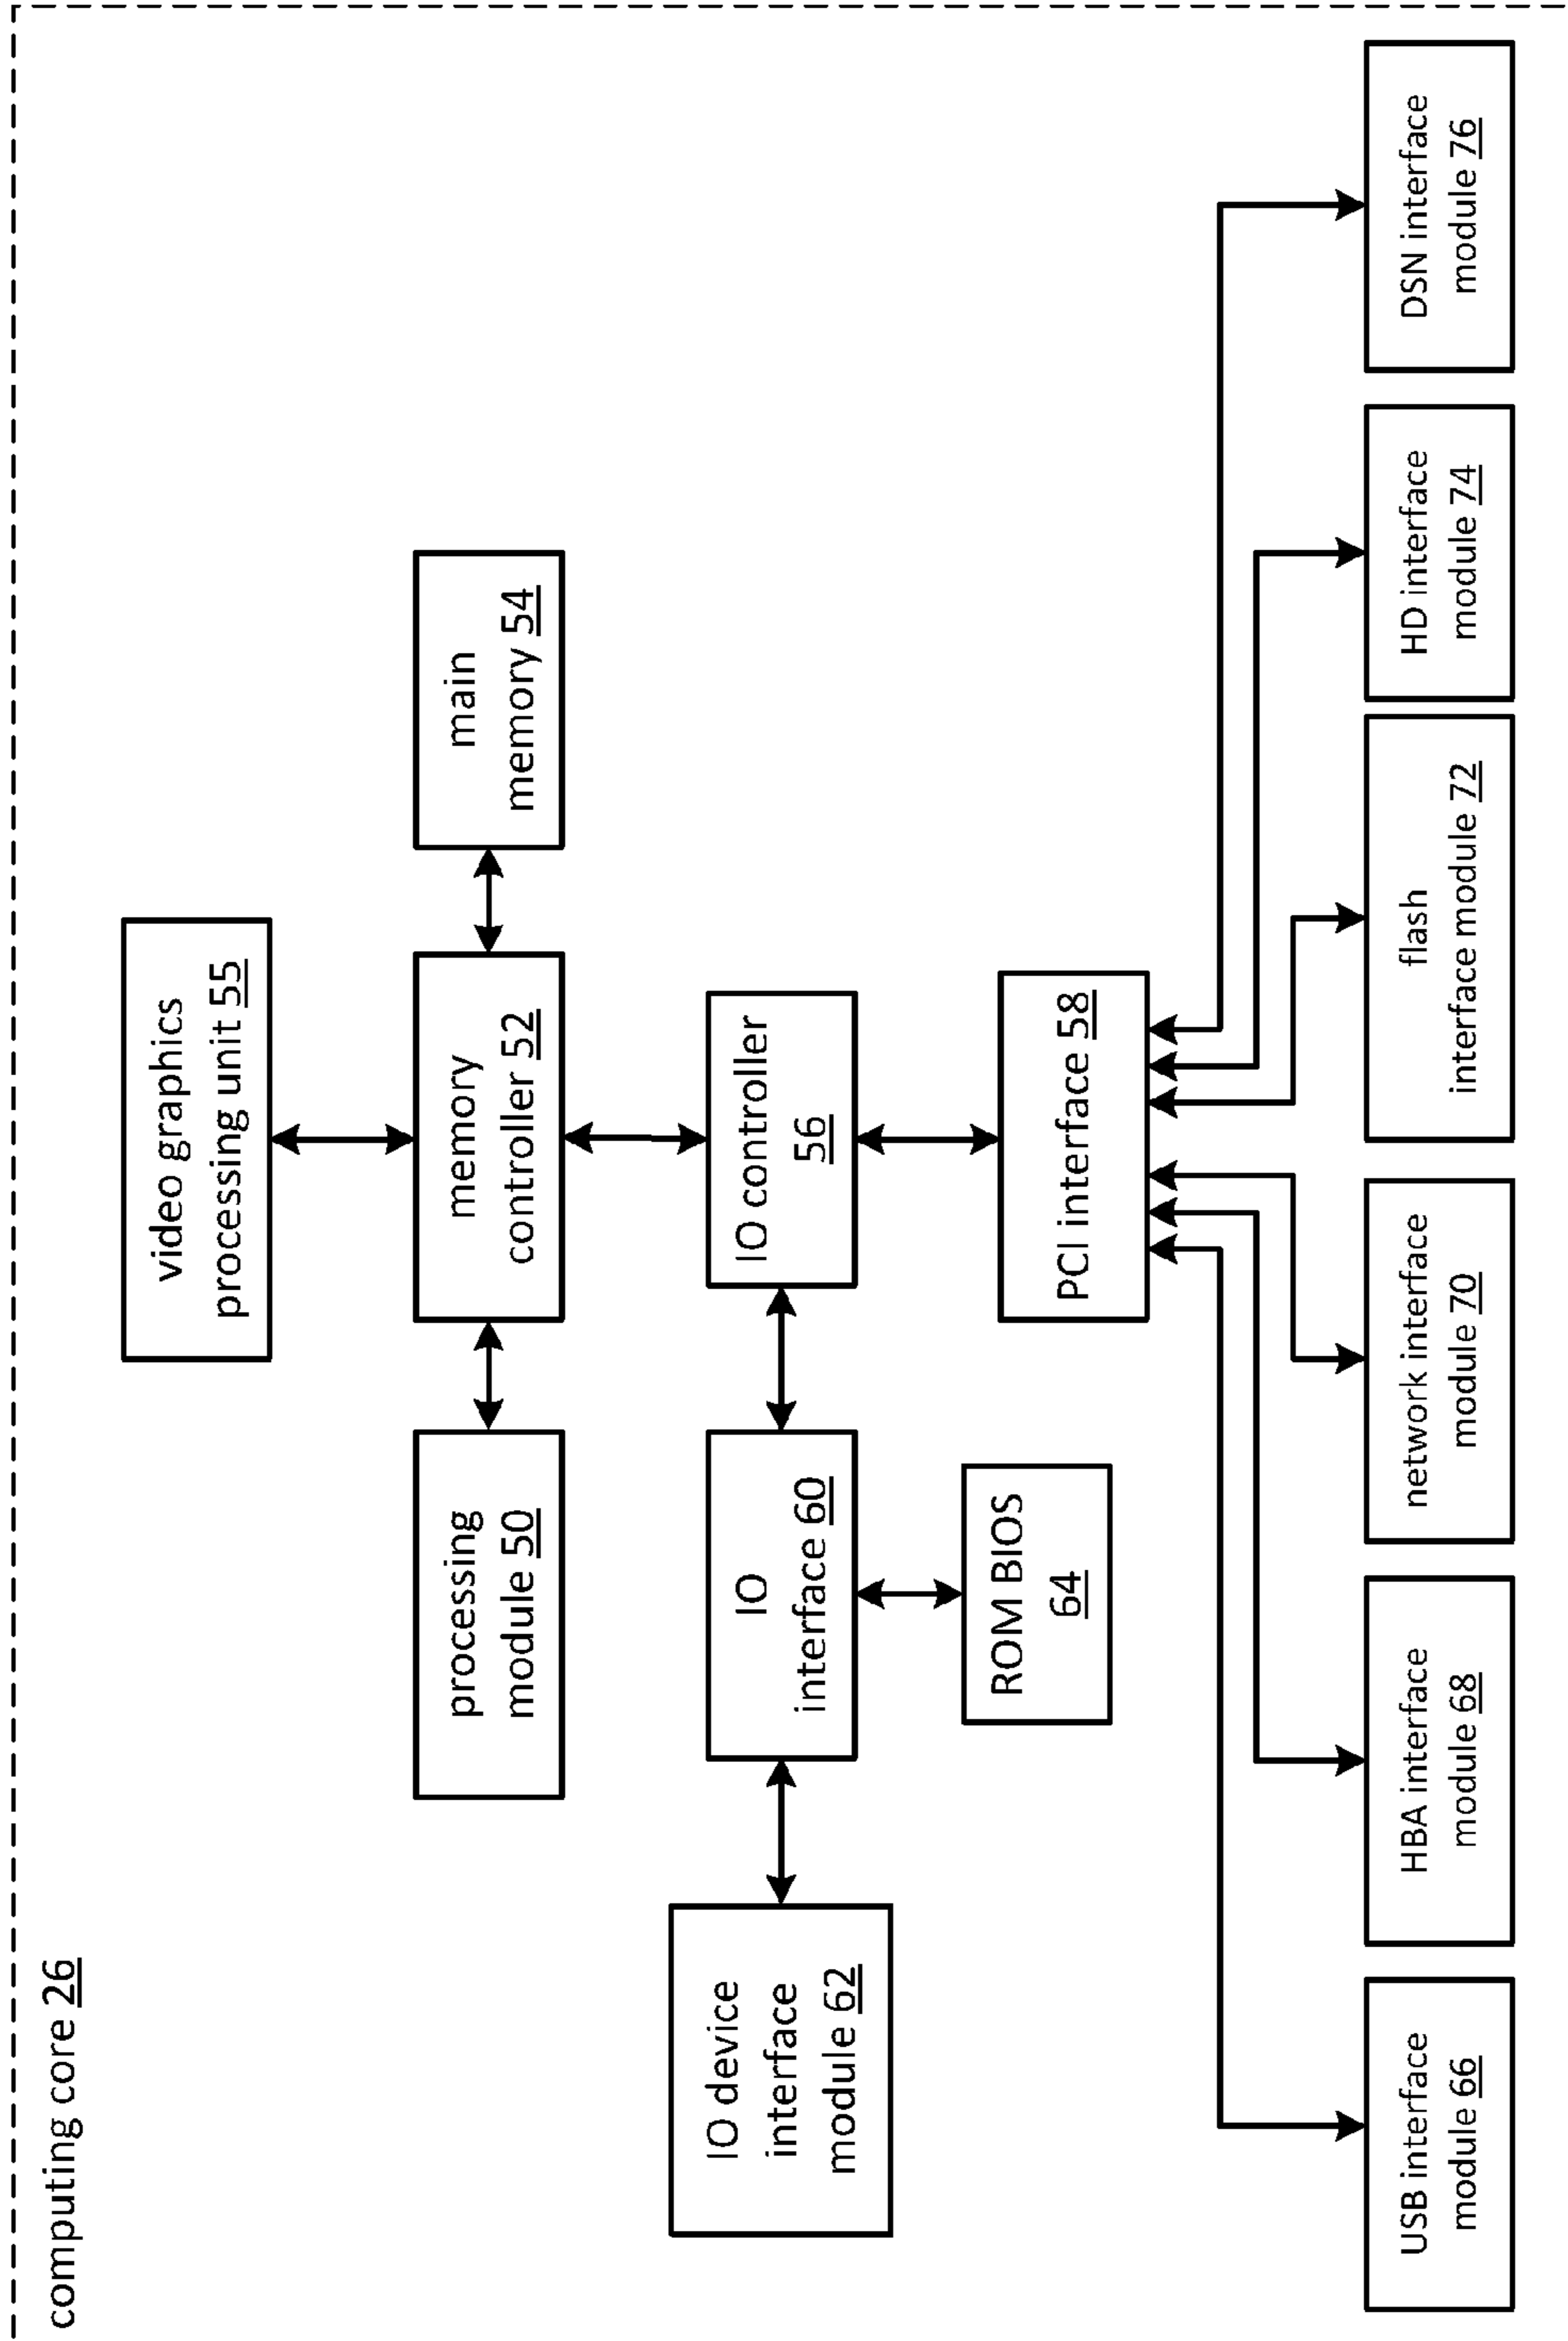 computing core 26
video graphics
processing unit 55
processing
module 50
memory
controller 52
main
memory 54
IO device
interface
module 62
IO
interface 60
IO controller
56
ROM BIOS
64
PCI interface 58
USB interface
module 66
HBA interface
module 68
network interface
module 70
flash
interface module 72
HD interface
module 74
DSN interface
module 76